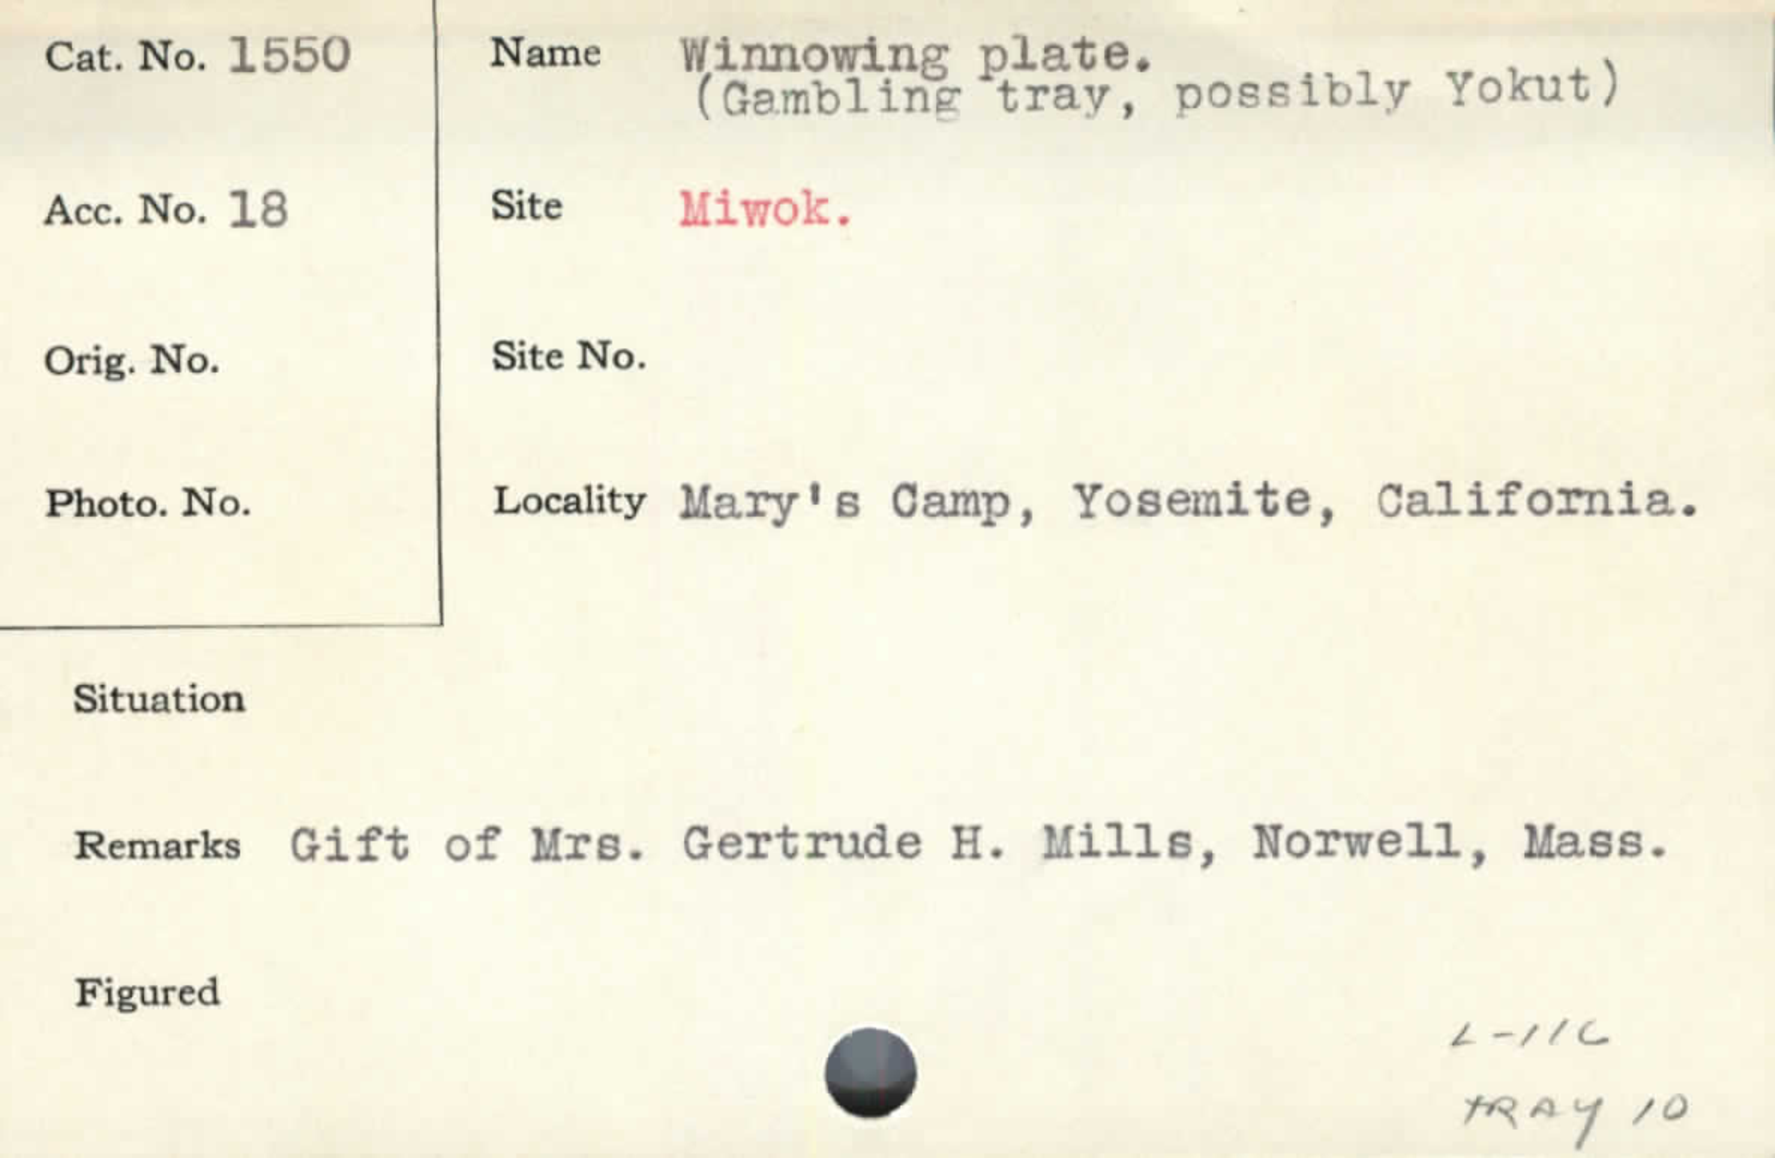 Cat. No. 1550
Name Winnowing plate.
(Gambling tray, possibly Yokut)
Acc. No. 18
Site Miwok.
Orig. No.
Site No.
Photo. No.
Locality Mary's Camp, Yosemite, California.
Situation
Remarks Gift of Mrs. Gertrude H. Mills, Norwell, Mass.
Figured
TRAY 10